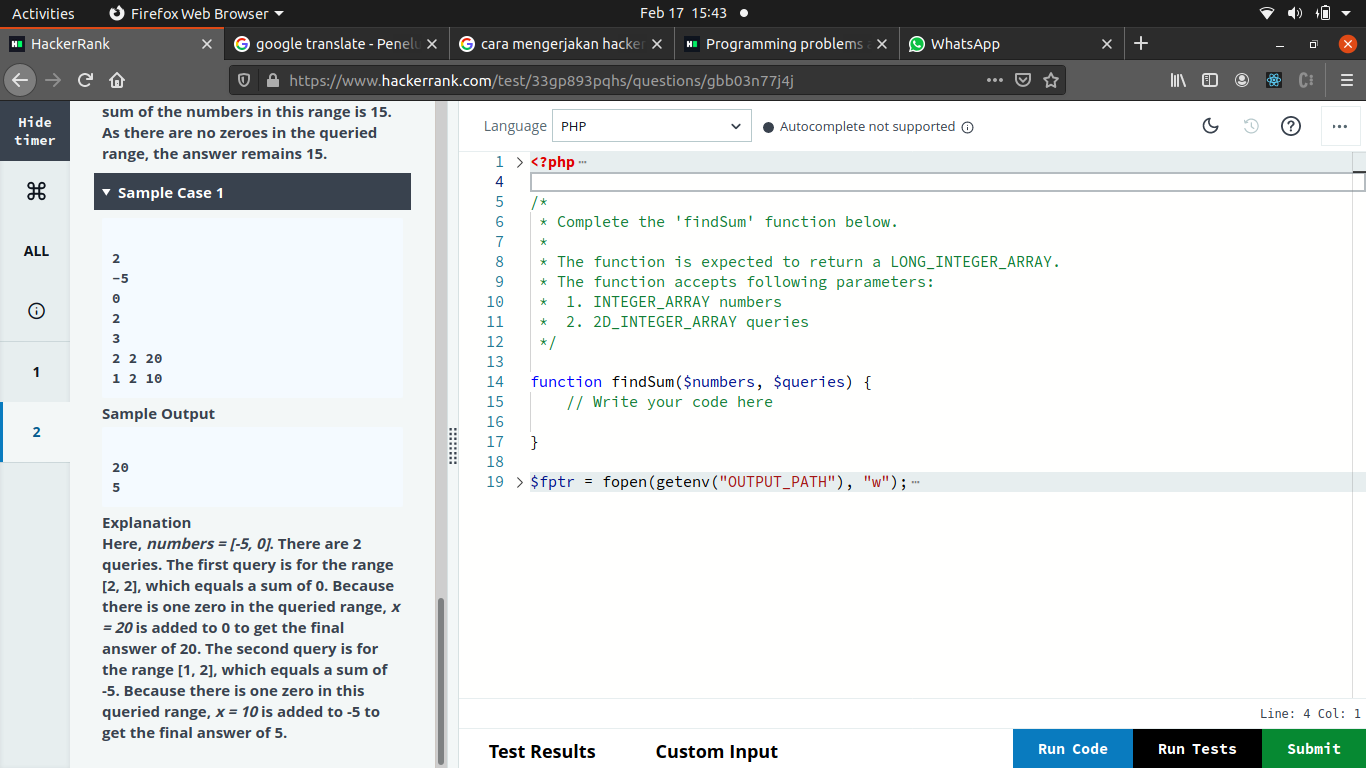 Activities Firefox Web Browser Feb 17 15:43
HackerRank google translate - Penelu cara mengerjakan hacker Programming problems a WhatsApp
https://www.hackerrank.com/test/33gp893pqhs/questions/gbb03n77j4j
Hide
timer
ALL
1
2
sum of the numbers in this range is 15.
As there are no zeroes in the queried
range, the answer remains 15.
Sample Case 1
2
-5
0
2
3
2 2 20
1 2 10
Sample Output
20
5
Explanation
Here, numbers = [-5, 0]. There are 2
queries. The first query is for the range
[2, 2], which equals a sum of 0. Because
there is one zero in the queried range, x
= 20 is added to 0 to get the final
answer of 20. The second query is for
the range [1, 2], which equals a sum of
-5. Because there is one zero in this
queried range, x = 10 is added to -5 to
get the final answer of 5.
Language PHP Autocomplete not supported
1 <?php
4
5 /*
6 * Complete the 'findSum' function below.
7 *
8 * The function is expected to return a LONG_INTEGER_ARRAY.
9 * The function accepts following parameters:
10 * 1. INTEGER_ARRAY numbers
11 * 2. 2D_INTEGER_ARRAY queries
12 */
13
14 function findSum($numbers, $queries) {
15 // Write your code here
16
17 }
18
19 $fptr = fopen(getenv("OUTPUT_PATH"), "w");
Line: 4 Col: 1
Test Results Custom Input Run Code Run Tests Submit